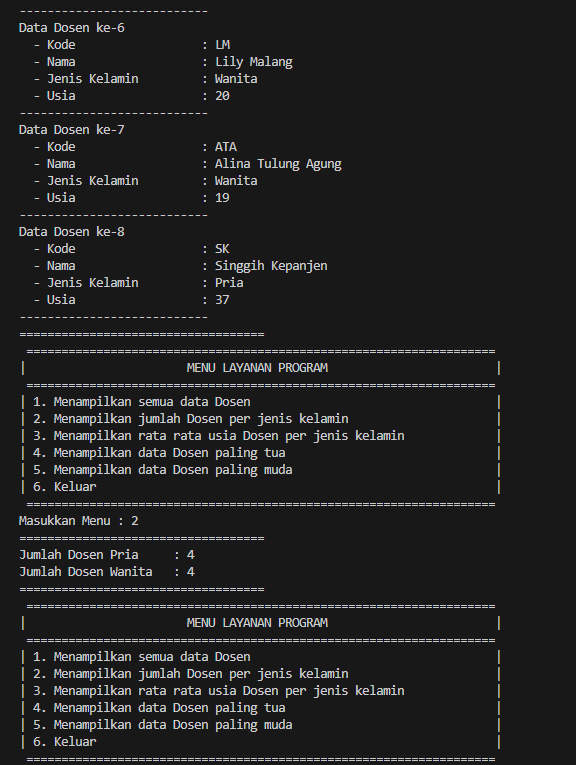 ---------------------------
Data Dosen ke-6
  - Kode                  : LM
  - Nama                  : Lily Malang
  - Jenis Kelamin         : Wanita
  - Usia                  : 20
---------------------------
Data Dosen ke-7
  - Kode                  : ATA
  - Nama                  : Alina Tulung Agung
  - Jenis Kelamin         : Wanita
  - Usia                  : 19
---------------------------
Data Dosen ke-8
  - Kode                  : SK
  - Nama                  : Singgih Kepanjen
  - Jenis Kelamin         : Pria
  - Usia                  : 37
---------------------------
===================================
 ===================================================================
|                       MENU LAYANAN PROGRAM                        |
 ===================================================================
| 1. Menampilkan semua data Dosen                                   |
| 2. Menampilkan jumlah Dosen per jenis kelamin                     |
| 3. Menampilkan rata rata usia Dosen per jenis kelamin             |
| 4. Menampilkan data Dosen paling tua                              |
| 5. Menampilkan data Dosen paling muda                             |
| 6. Keluar                                                         |
 ===================================================================
Masukkan Menu : 2
===================================
Jumlah Dosen Pria     : 4
Jumlah Dosen Wanita   : 4
===================================
 ===================================================================
|                       MENU LAYANAN PROGRAM                        |
 ===================================================================
| 1. Menampilkan semua data Dosen                                   |
| 2. Menampilkan jumlah Dosen per jenis kelamin                     |
| 3. Menampilkan rata rata usia Dosen per jenis kelamin             |
| 4. Menampilkan data Dosen paling tua                              |
| 5. Menampilkan data Dosen paling muda                             |
| 6. Keluar                                                         |
 ===================================================================